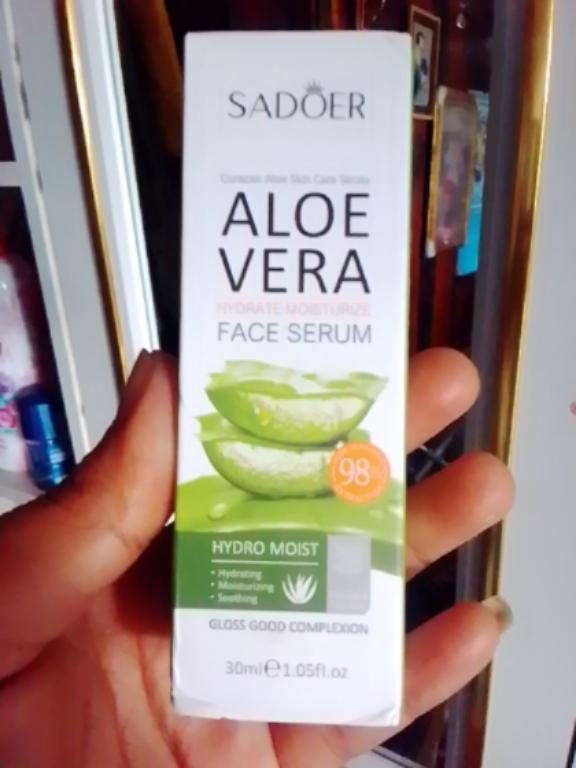 SADOER
Curacao Aloe Skin Care Series
ALOE
VERA
HYDRATE MOISTURIZE
FACE SERUM
98%
HYDRO MOIST
• Hydrating
• Moisturizing
• Soothing
GLOSS GOOD COMPLEXION
30ml℮1.05fl.oz